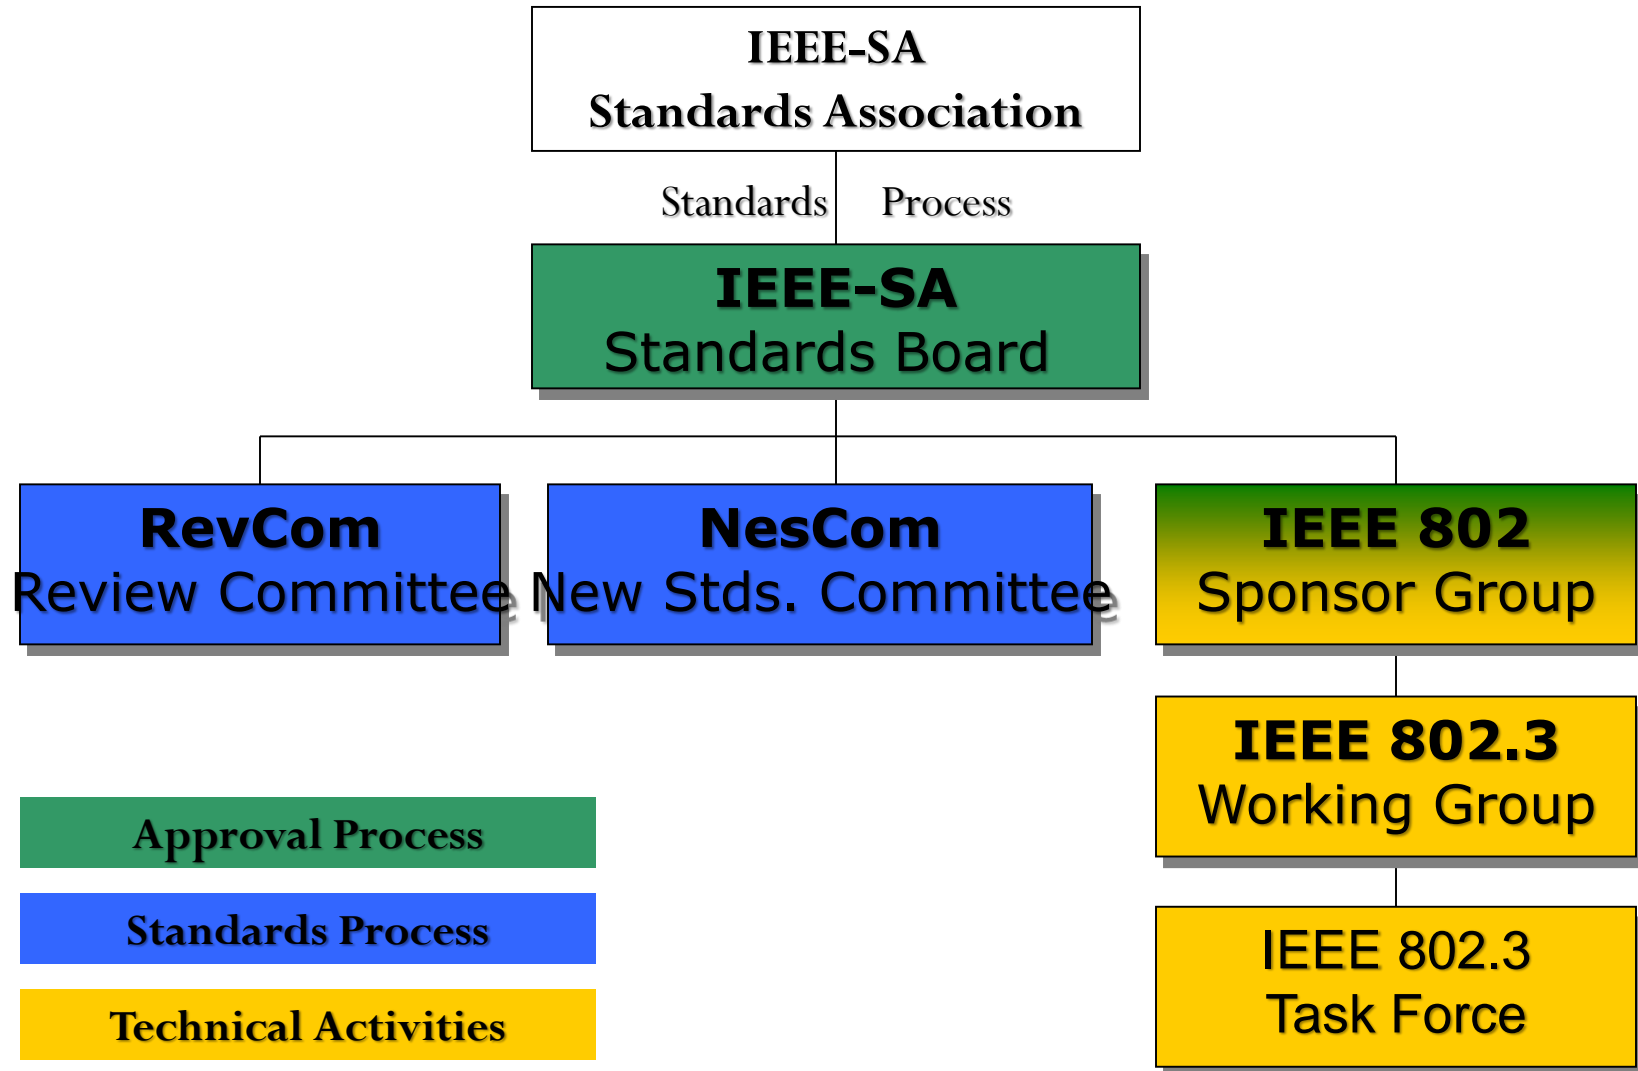 IEEE-SA
Standards Association
Standards Process
IEEE-SA
Standards Board
RevCom
Review Committee
NesCom
New Stds. Committee
IEEE 802
Sponsor Group
IEEE 802.3
Working Group
IEEE 802.3
Task Force
Approval Process
Standards Process
Technical Activities